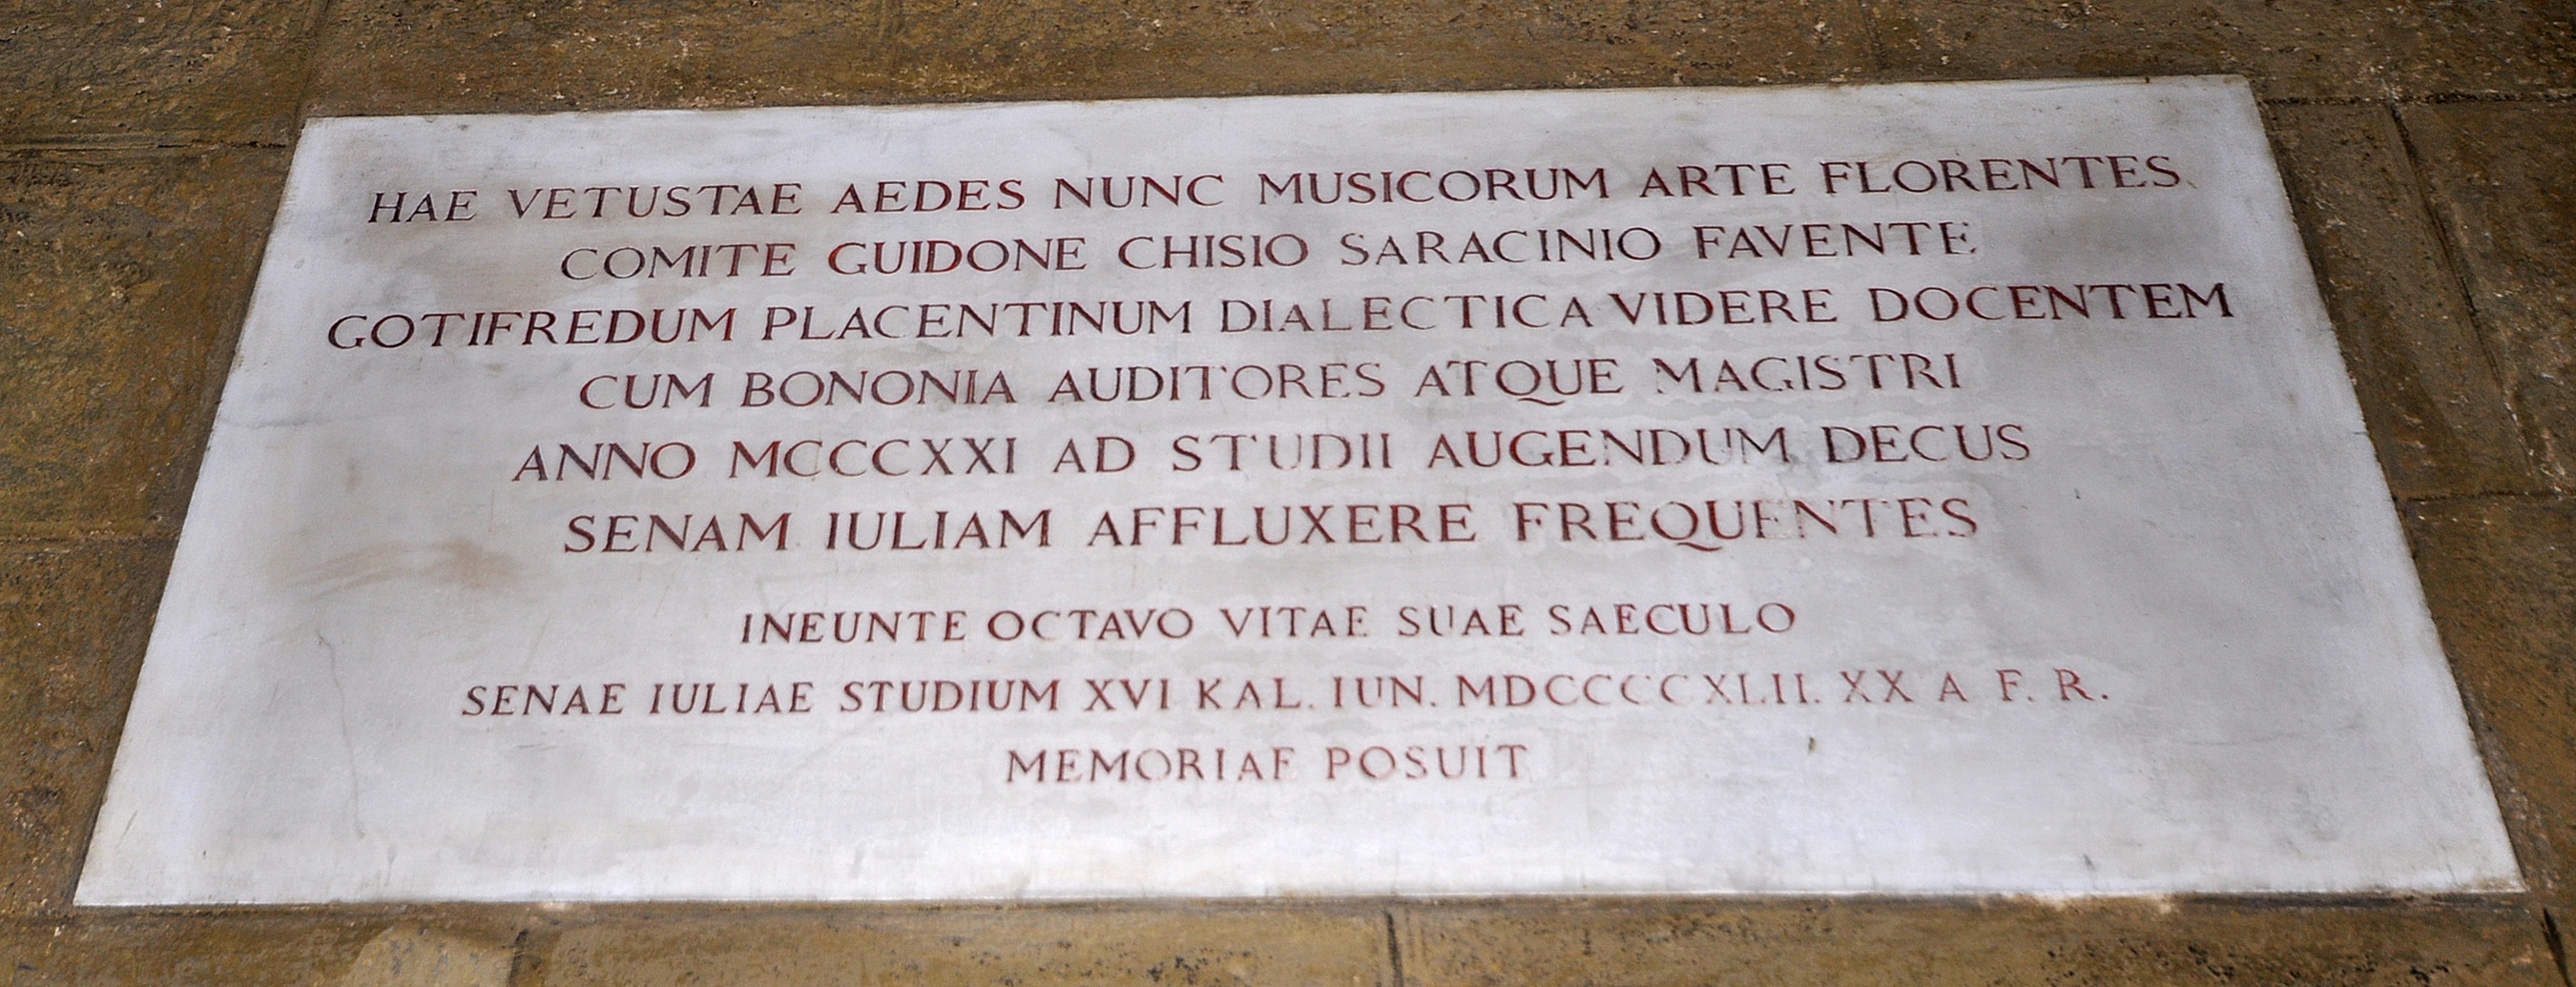 HAE VETUSTAE AEDES NUNC MUSICORUM ARTE FLORENTES
COMITE GUIDONE CHISIO SARACINIO FAVENTE
GOTIFREDUM PLACENTINUM DIALECTICA VIDERE DOCENTEM
CUM BONONIA AUDITORES ATQUE MAGISTRI
ANNO MCCCXXI AD STUDII AUGENDUM DECUS
SENAM IULIAM AFFLUXERE FREQUENTES
INEUNTE OCTAVO VITAE SUAE SAECULO
SENAE IULIAE STUDIUM XVI KAL. IUN. MDCCCCXLII. XX A F. R.
MEMORIAE POSUIT